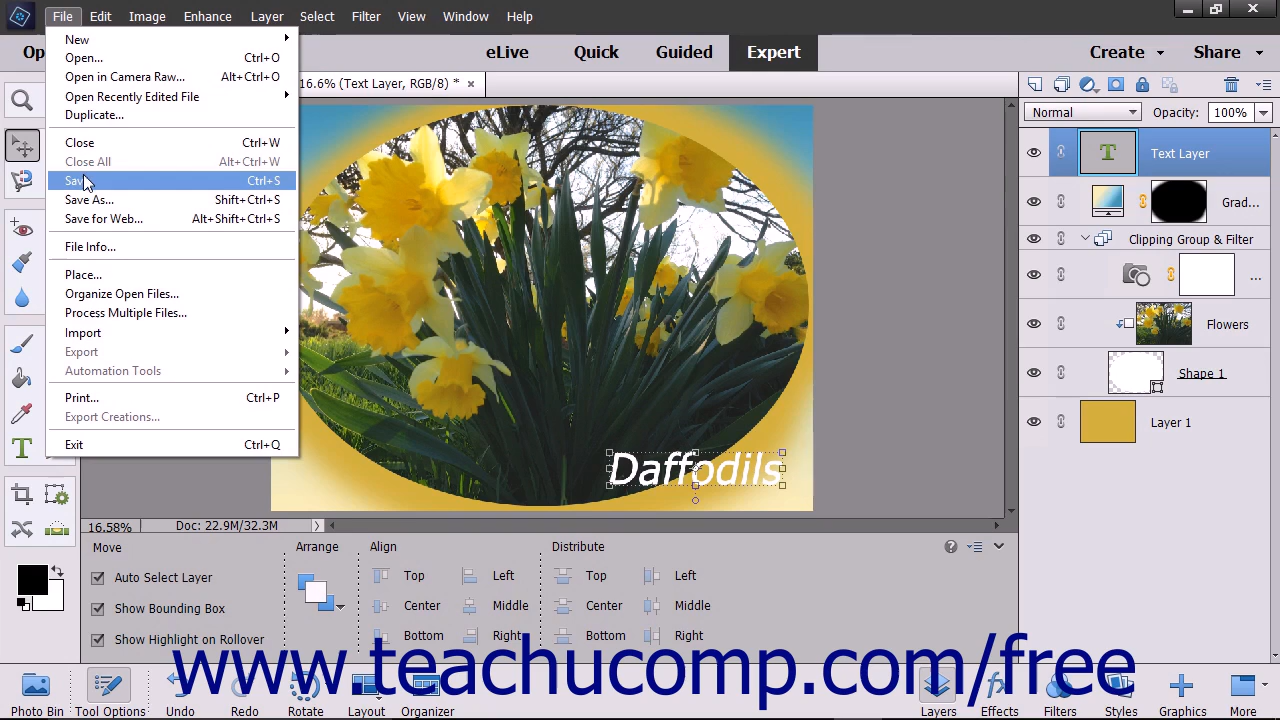 File Edit Image Enhance Layer Select Filter View Window Help
eLive Quick Guided Expert Create Share
New
Open... Ctrl+O
Open in Camera Raw... Alt+Ctrl+O
Open Recently Edited File
Duplicate...
Close Ctrl+W
Close All Alt+Ctrl+W
Save Ctrl+S
Save As... Shift+Ctrl+S
Save for Web... Alt+Shift+Ctrl+S
File Info...
Place...
Organize Open Files...
Process Multiple Files...
Import
Export
Automation Tools
Print... Ctrl+P
Export Creations...
Exit Ctrl+Q
16.6% (Text Layer, RGB/8) *
Daffodils
Normal Opacity: 100%
T Text Layer
Grad...
Clipping Group & Filter
...
Flowers
Shape 1
Layer 1
16.58% Doc: 22.9M/32.3M
Move
Auto Select Layer
Show Bounding Box
Show Highlight on Rollover
Arrange
Align
Top Left
Center Middle
Bottom Right
Distribute
Top Left
Center Middle
Bottom Right
www.teachucomp.com/free
Photo Bin Tool Options Undo Redo Rotate Layout Organizer Layers Effects Filters Styles Graphics More